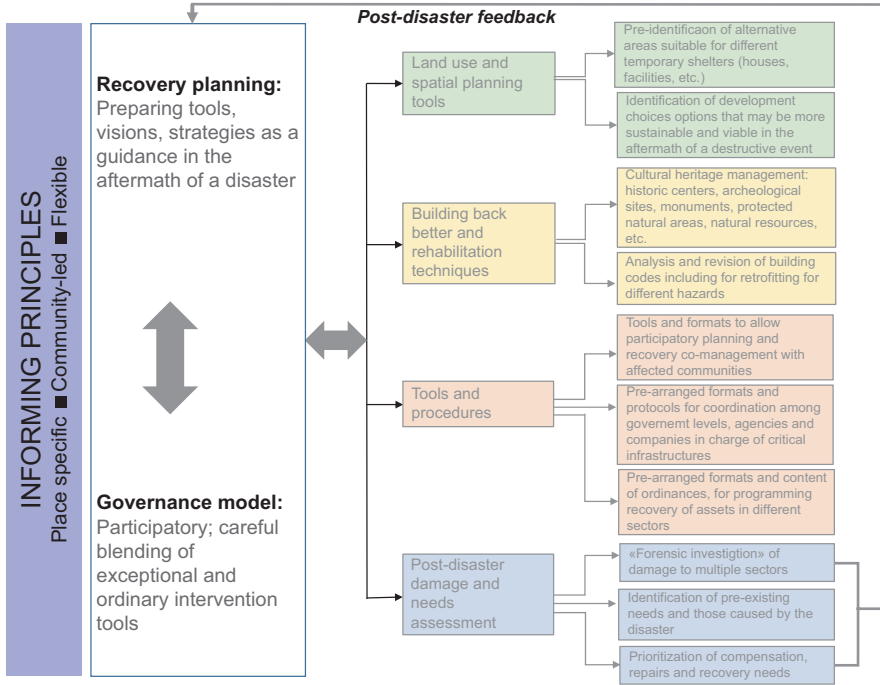 Post-disaster feedback
INFORMING PRINCIPLES
Place specific ■ Community-led ■ Flexible
Recovery planning:
Preparing tools,
visions, strategies as a
guidance in the
aftermath of a disaster
Governance model:
Participatory; careful
blending of
exceptional and
ordinary intervention
tools
Land use and
spatial planning
tools
Pre-identificaon of alternative
areas suitable for different
temporary shelters (houses,
facilities, etc.)
Identification of development
choices options that may be more
sustainable and viable in the
aftermath of a destructive event
Building back
better and
rehabilitation
techniques
Cultural heritage management:
historic centers, archeological
sites, monuments, protected
natural areas, natural resources,
etc.
Analysis and revision of building
codes including for retrofitting for
different hazards
Tools and
procedures
Tools and formats to allow
participatory planning and
recovery co-management with
affected communities
Pre-arranged formats and
protocols for coordination among
governemt levels, agencies and
companies in charge of critical
infrastructures
Pre-arranged formats and content
of ordinances, for programming
recovery of assets in different
sectors
Post-disaster
damage and
needs
assessment
«Forensic investigtion» of
damage to multiple sectors
Identification of pre-existing
needs and those caused by the
disaster
Prioritization of compensation,
repairs and recovery needs